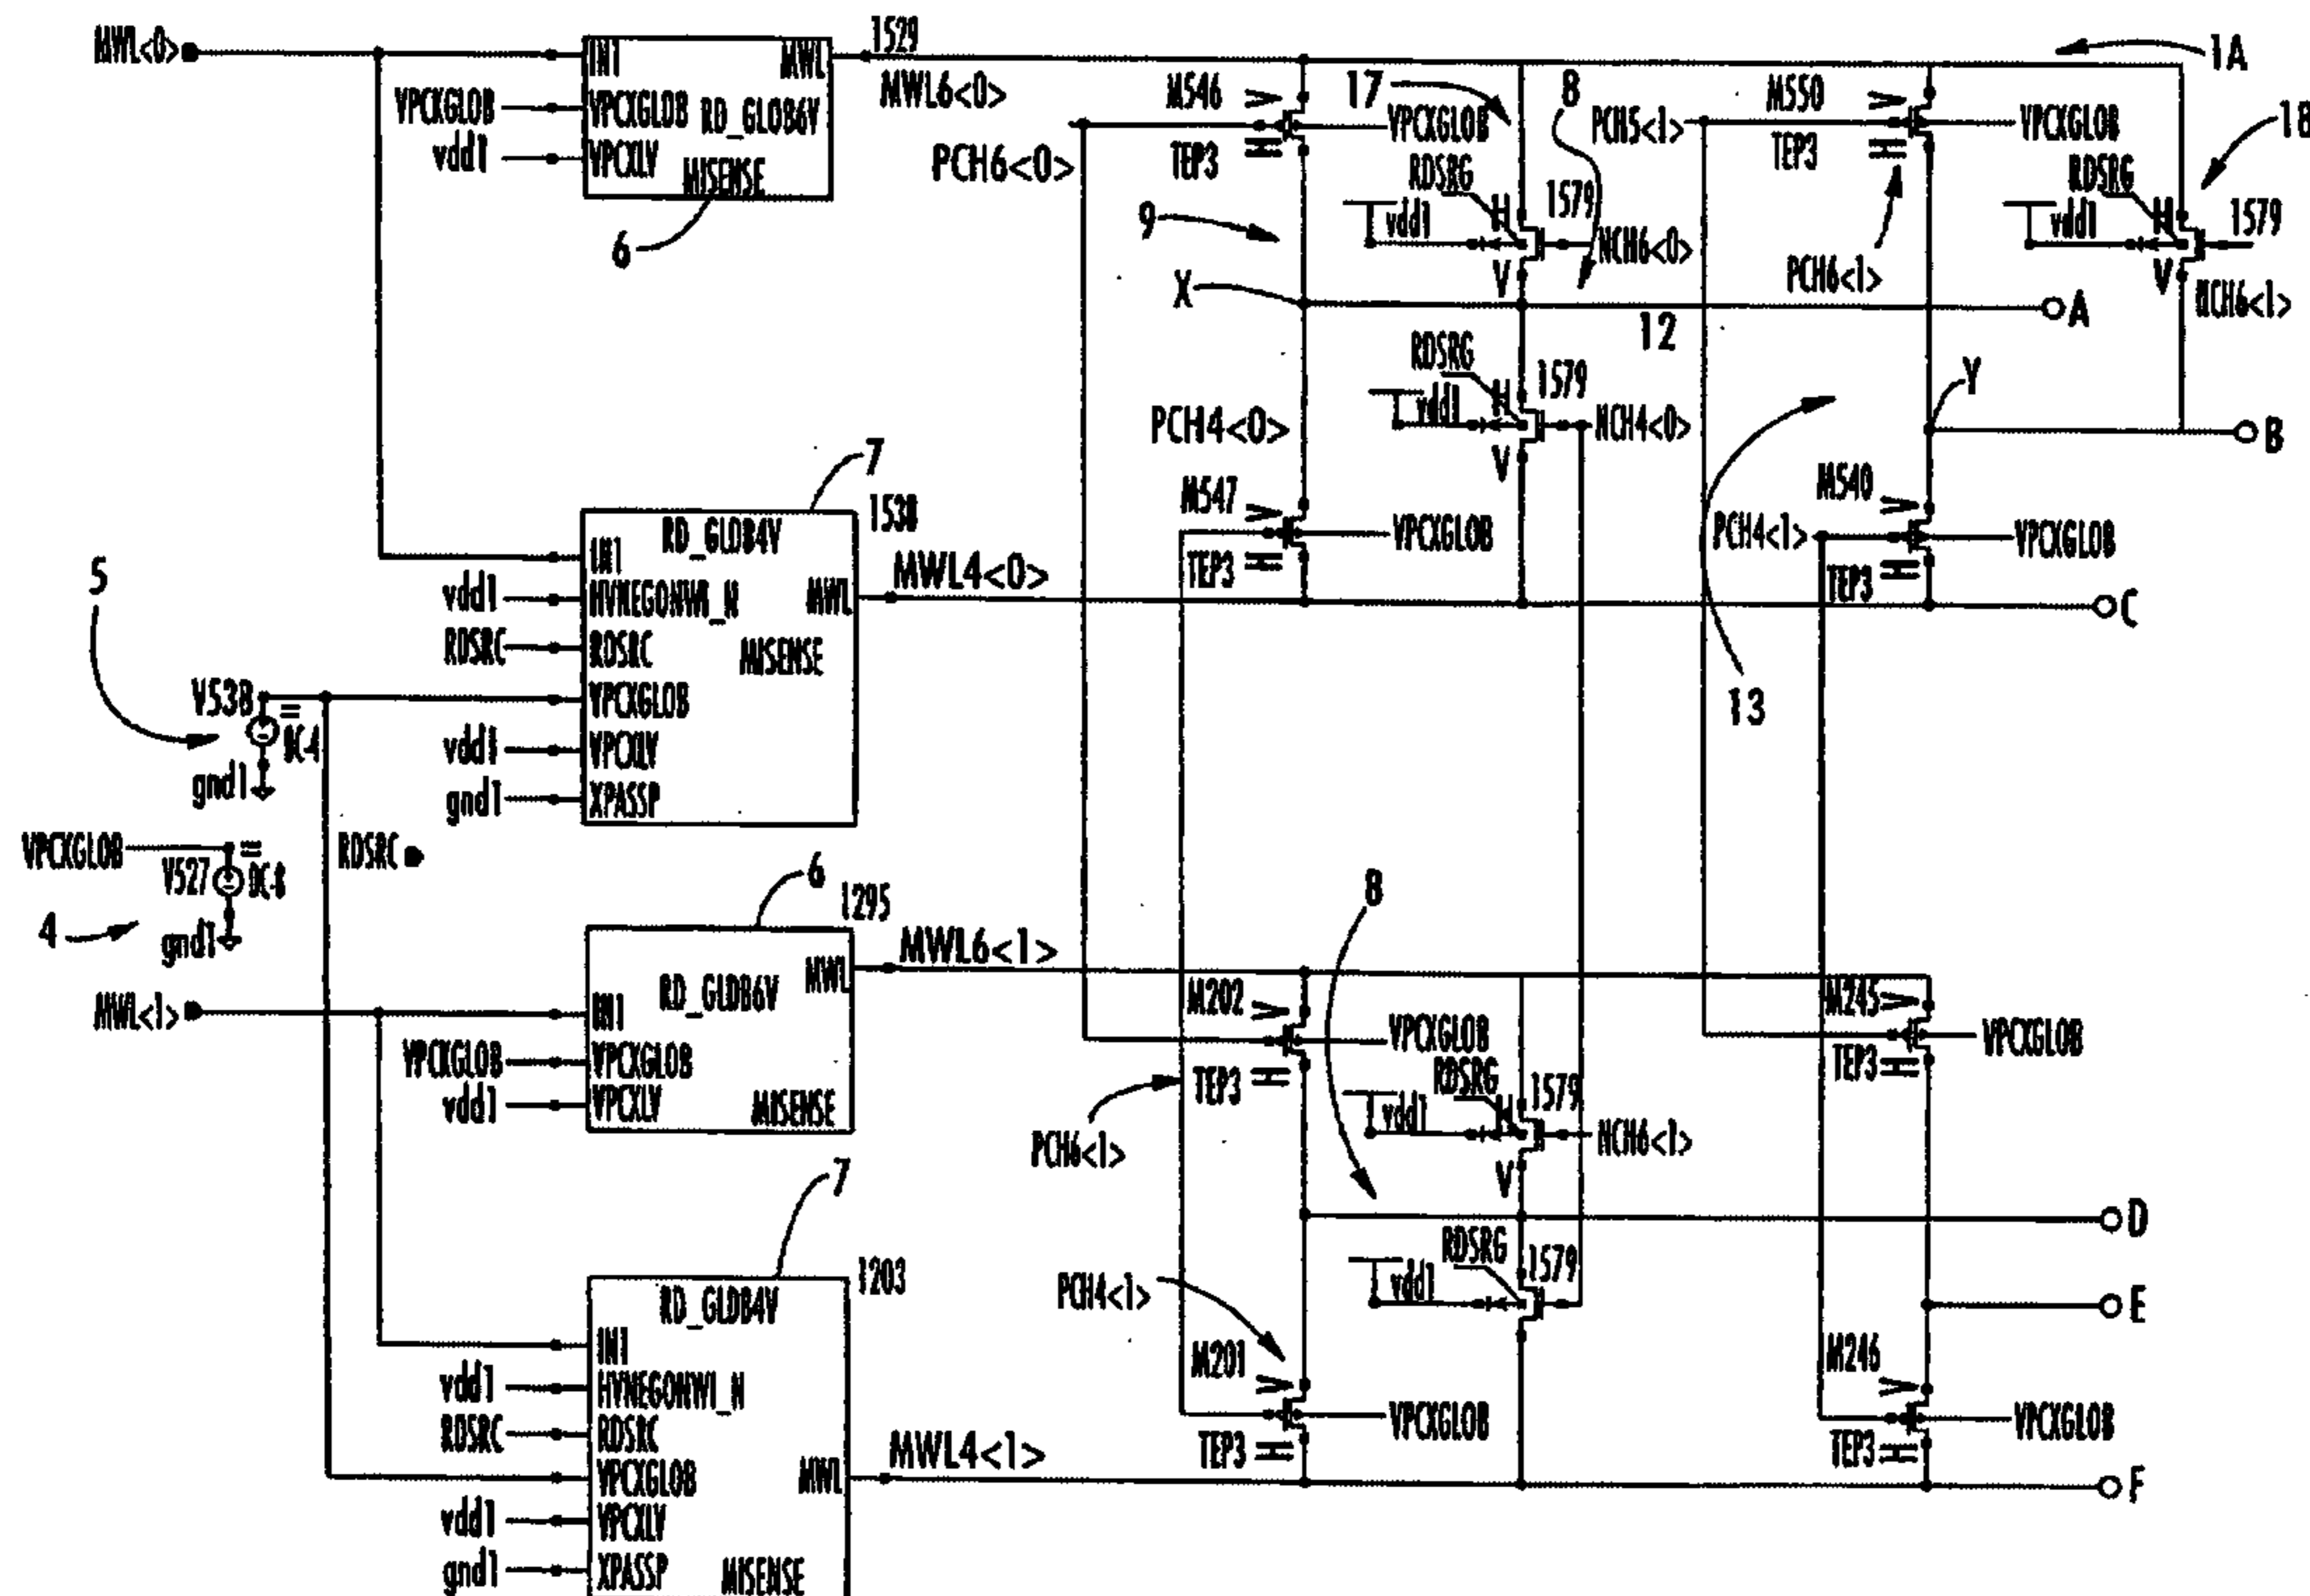 MWL<0>
IN1
MWL
1529
VPCXGLOB
VPCXGLOB
RD_GLOB6V
vdd1
VPCXLV
MISENSE
6
MWL6<0>
M546
V
17
8
M550
V
1A
18
PCH6<0>
TEP3
H
VPCXGLOB
PCH5<1>
TEP3
H
VPCXGLOB
RDSRG
H
1579
vdd1
NCH6<0>
V
PCH6<1>
RDSRG
H
1579
vdd1
V
NCH6<1>
9
X
12
A
RDSRG
H
1579
vdd1
NCH4<0>
V
PCH4<0>
Y
B
7
1538
RD_GLDB4V
IN1
vdd1
HVNEGONWI_N
MWL
RDSRC
RDSRC
MISENSE
VPCXGLOB
vdd1
VPCXLV
gnd1
XPASSP
MWL4<0>
M547
V
TEP3
H
VPCXGLOB
M540
V
PCH4<1>
TEP3
H
VPCXGLOB
C
13
5
V538
=
DC4
gnd1
VPCXGLOB
=
V527
DC8
gnd1
4
RDSRC
6
1295
MWL<1>
RD_GLDB6V
MWL
IN1
VPCXGLOB
VPCXGLOB
vdd1
VPCXLV
MISENSE
MWL6<1>
8
M202
V
VPCXGLOB
TEP3
H
M245
V
TEP3
H
VPCXGLOB
RDSRG
H
1579
vdd1
NCH6<1>
V
PCH6<1>
D
RDSRG
1579
vdd1
PCH4<1>
E
7
1203
RD_GLDB4V
IN1
vdd1
HVNEGONWI_N
RDSRC
RDSRC
VPCXGLOB
MWL
vdd1
VPCXLV
gnd1
XPASSP
MISENSE
MWL4<1>
M201
V
VPCXGLOB
TEP3
H
M246
V
VPCXGLOB
TEP3
H
F